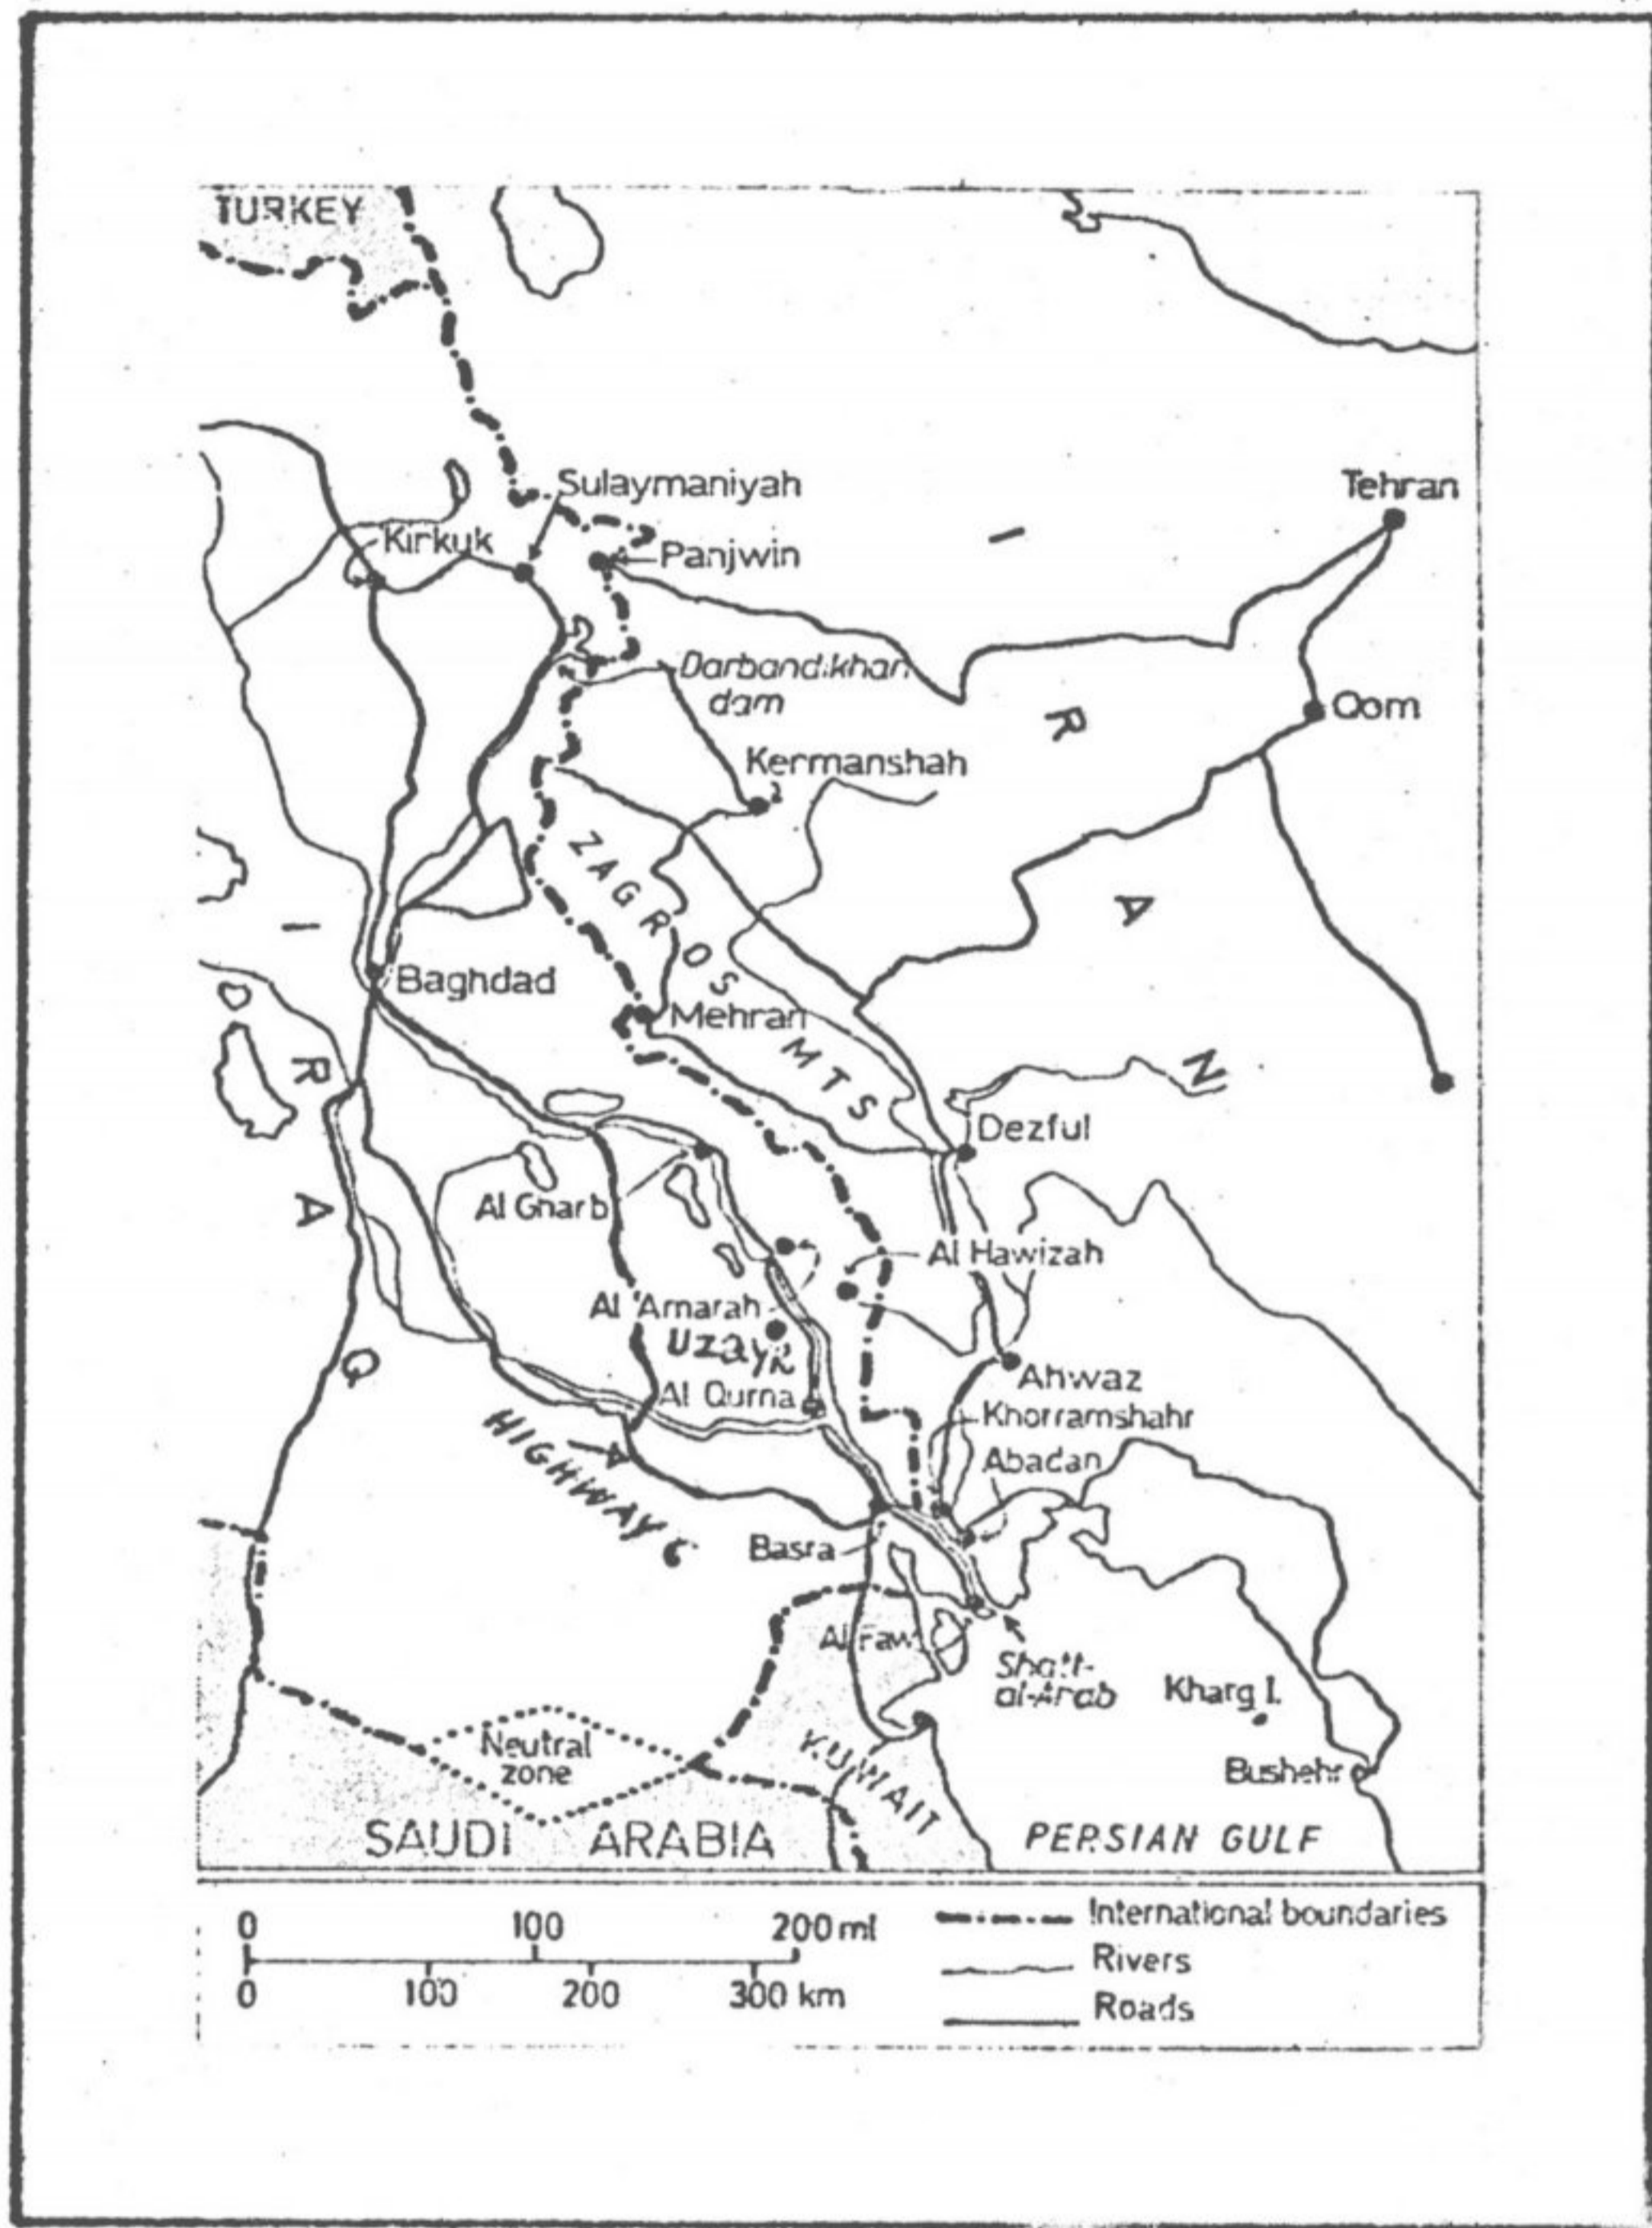 TURKEY
Sulaymaniyah
Tehran
Kirkuk
Panjwin
Darbandikhan
dam
Qom
Kermanshah
ZAGROS MTS
IRAN
Baghdad
Mehran
IRAQ
Dezful
Al Gharb
Al Hawizah
Al 'Amarah
UzayR
Al Qurna
Ahwaz
Khorramshahr
Abadan
HIGHWAY 6
Basra
Al Faw
Shatt-
al-Arab
Kharg I.
Neutral
zone
KUWAIT
Bushehr
SAUDI ARABIA
PERSIAN GULF
0 100 200 ml
0 100 200 300 km
International boundaries
Rivers
Roads